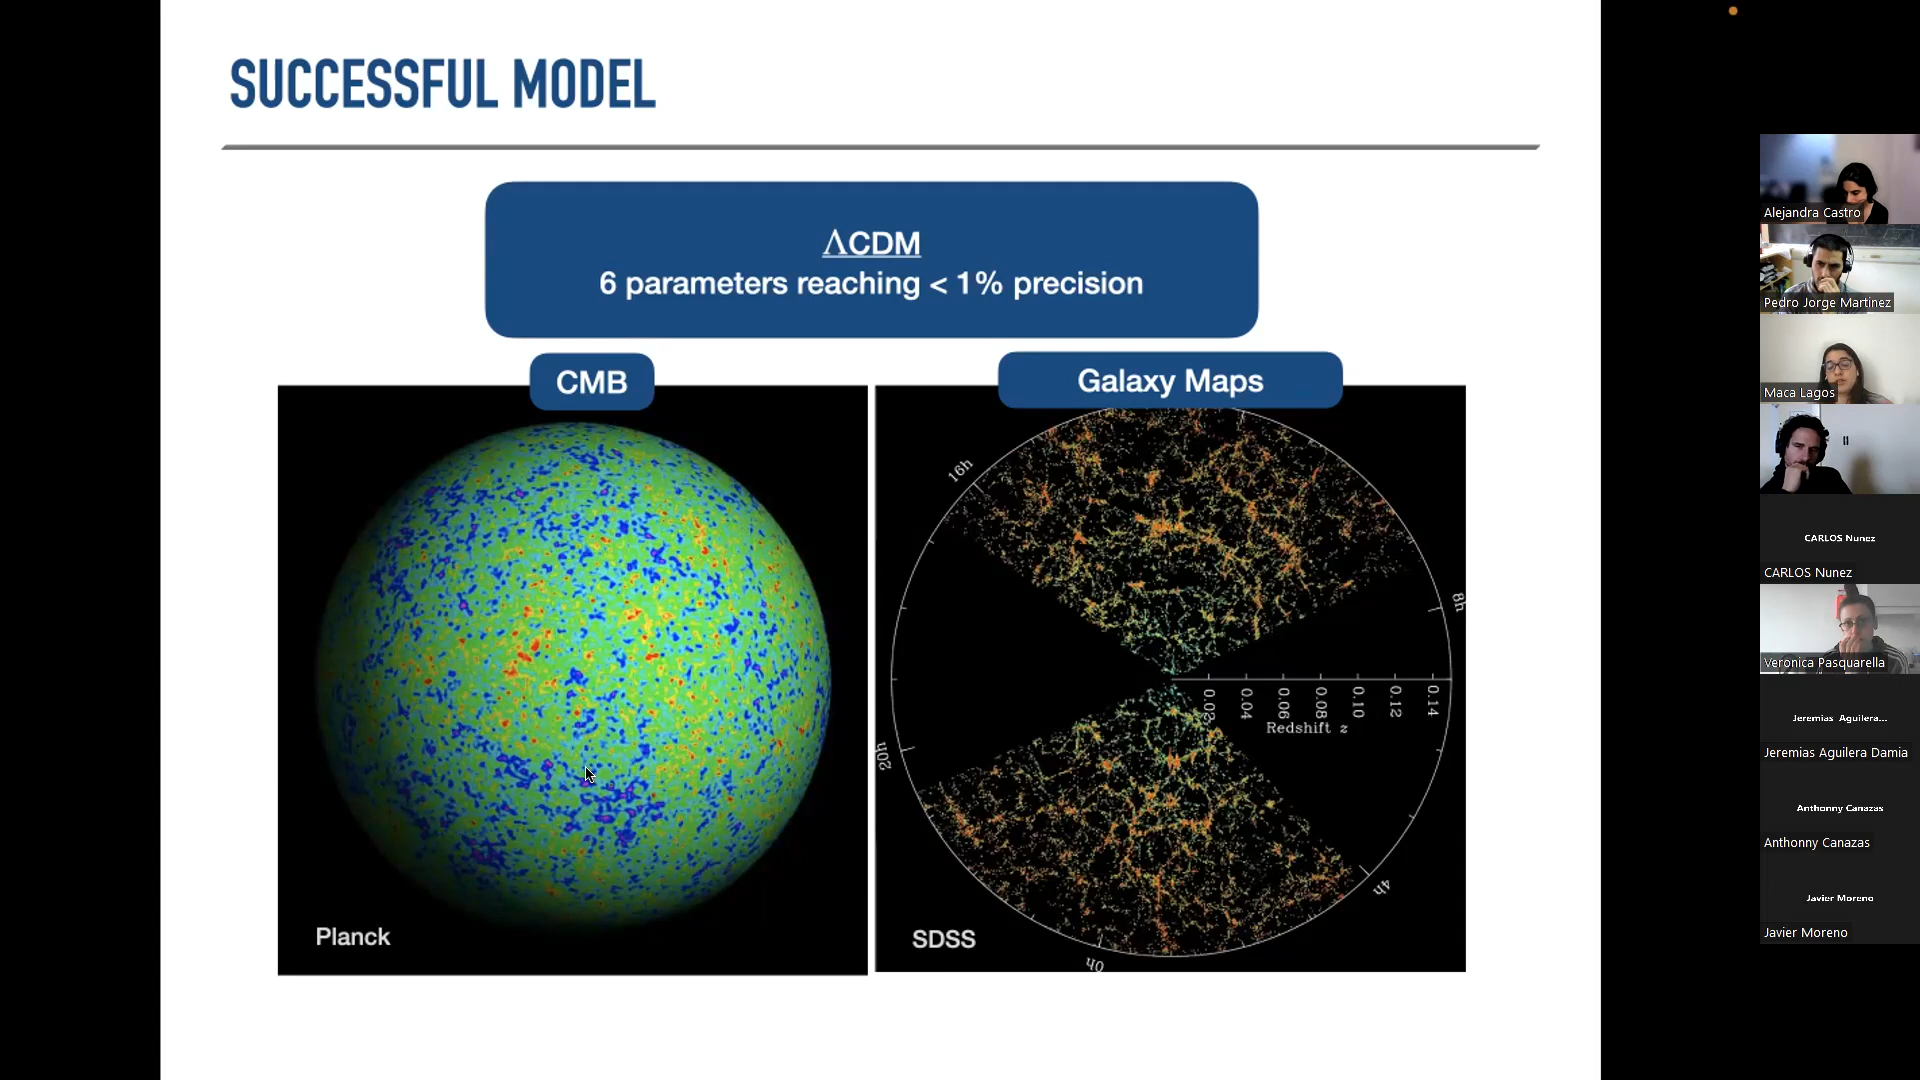 SUCCESSFUL MODEL
ΛCDM
6 parameters reaching < 1% precision
CMB
Galaxy Maps
16h
8h
20h
4h
0h
0.02
0.04
0.06
0.08
0.10
0.12
0.14
Redshift z
Planck
SDSS
Alejandra Castro
Pedro Jorge Martinez
Maca Lagos
CARLOS Nunez
CARLOS Nunez
Veronica Pasquarella
Jeremias Aguilera...
Jeremias Aguilera Damia
Anthonny Canazas
Anthonny Canazas
Javier Moreno
Javier Moreno